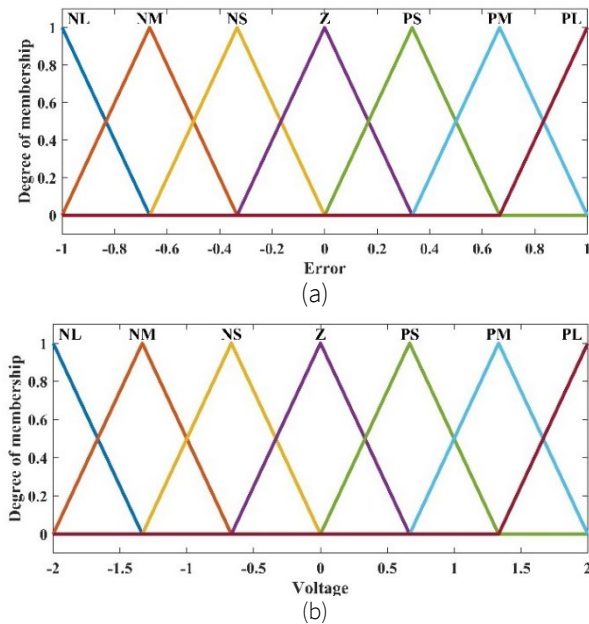 NL NM NS Z PS PM PL
1
0.8
0.6
0.4
0.2
0
Degree of membership
-1 -0.8 -0.6 -0.4 -0.2 0 0.2 0.4 0.6 0.8 1
Error
(a)
NL NM NS Z PS PM PL
1
0.8
0.6
0.4
0.2
0
Degree of membership
-2 -1.5 -1 -0.5 0 0.5 1 1.5 2
Voltage
(b)